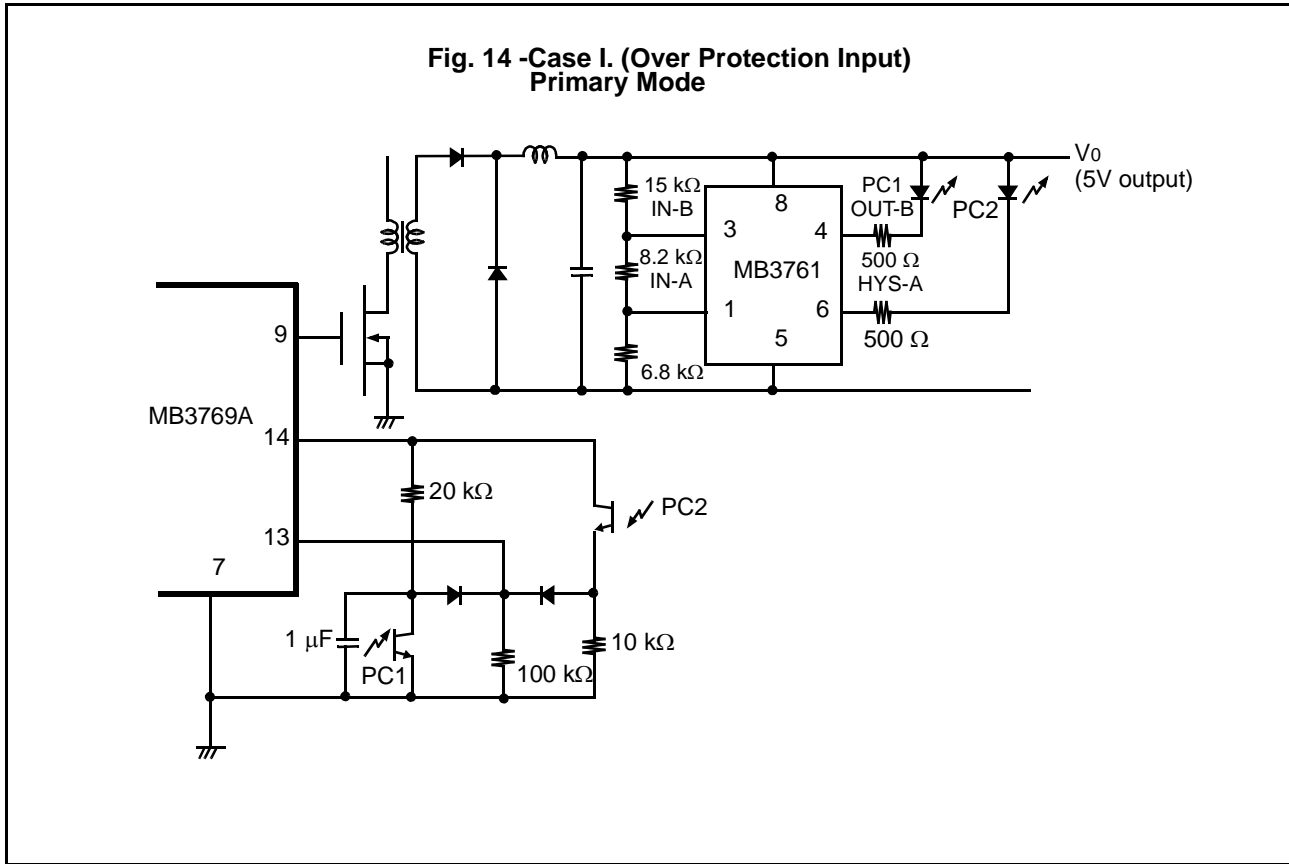 Fig. 14 -Case I. (Over Protection Input)
Primary Mode
V0
(5V output)
15 kΩ
IN-B
8.2 kΩ
IN-A
6.8 kΩ
3
1
8
MB3761
5
4
6
PC1
OUT-B
500 Ω
HYS-A
500 Ω
PC2
9
MB3769A
14
13
7
20 kΩ
PC2
1 μF
PC1
100 kΩ
10 kΩ